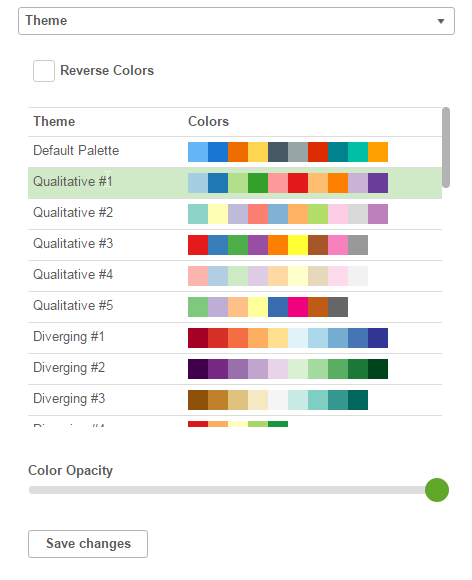 Theme
Reverse Colors
Theme Colors
Default Palette
Qualitative #1
Qualitative #2
Qualitative #3
Qualitative #4
Qualitative #5
Diverging #1
Diverging #2
Diverging #3
Diverging
Color Opacity
Save changes